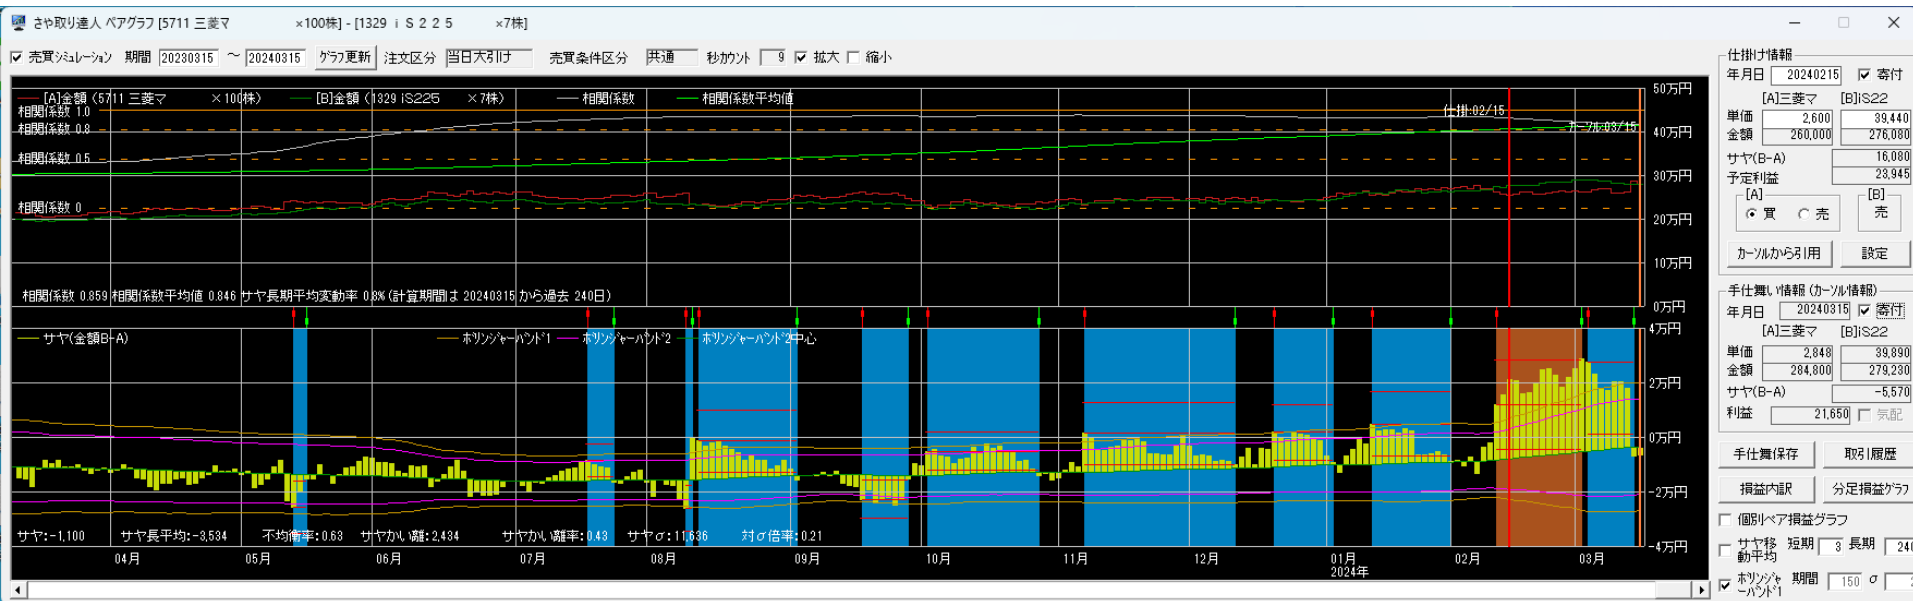 さや取り達人 ペアグラフ [5711 三菱マ ×100株] - [1329 ｉＳ２２５ ×7株]
売買シミュレーション 期間 20230315 ～ 20240315 グラフ更新 注文区分 当日大引け 売買条件区分 共通 秒カウント 9 拡大 縮小
[A]金額 (5711 三菱マ ×100株) [B]金額 (1329 iS225 ×7株) 相関係数 相関係数平均値
相関係数 1.0
相関係数 0.8
相関係数 0.5
相関係数 0
仕掛:02/15
カーソル:03/15
50万円
40万円
30万円
20万円
10万円
0万円
相関係数 0.859 相関係数平均値 0.846 サヤ長期平均変動率 0.8% (計算期間は 20240315 から過去 240日)
サヤ(金額B-A) ボリンジャーバンド1 ボリンジャーバンド2 ボリンジャーバンド2中心
4万円
2万円
0万円
-2万円
-4万円
サヤ:-1,100 サヤ長平均:-3,534 不均衡率:0.63 サヤかい離:2,434 サヤかい離率:0.43 サヤσ:11,636 対σ倍率:0.21
04月 05月 06月 07月 08月 09月 10月 11月 12月 01月 02月 03月
2024年
仕掛け情報
年月日 20240215 寄付
[A]三菱マ [B]iS22
単価 2,600 39,440
金額 260,000 276,080
サヤ(B-A) 16,080
予定利益 23,945
[A] [B]
買 売 売
カーソルから引用 設定
手仕舞い情報 (カーソル情報)
年月日 20240315 寄付
[A]三菱マ [B]iS22
単価 2,848 39,890
金額 284,800 279,230
サヤ(B-A) -5,570
利益 21,650 気配
手仕舞保存 取引履歴
損益内訳 分足損益グラフ
個別ペア損益グラフ
サヤ移動平均 短期 3 長期 240
ボリンジャーバンド1 期間 150 σ 2